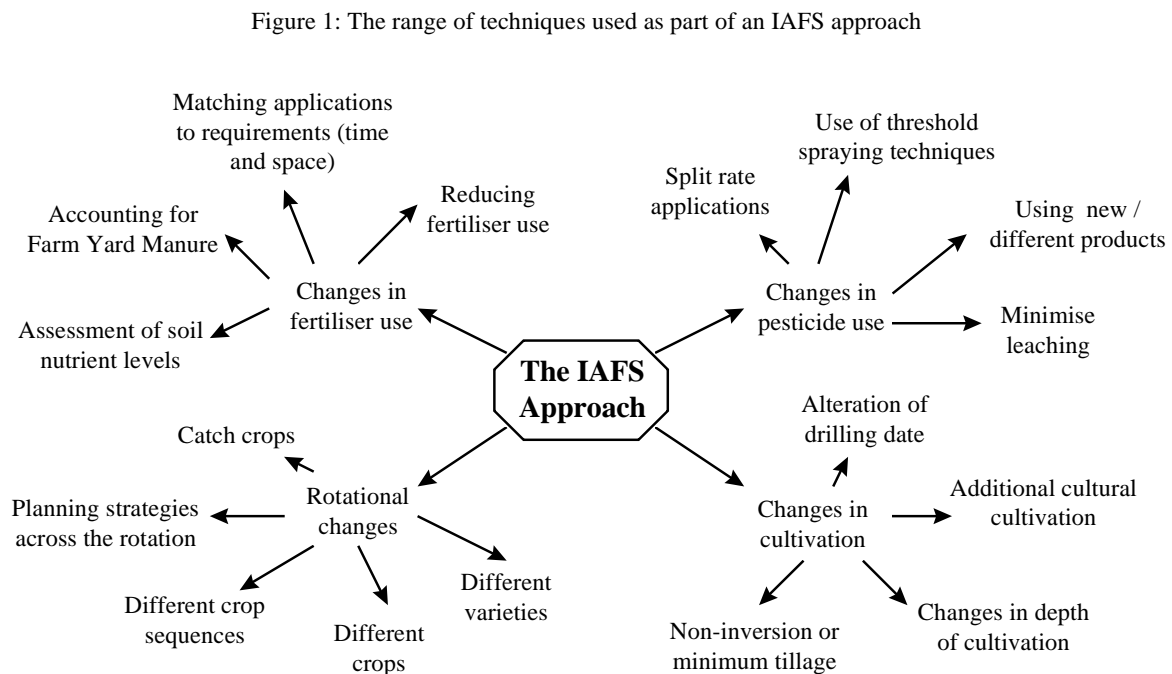 Figure 1: The range of techniques used as part of an IAFS approach
Matching applications
to requirements (time
and space)
Reducing
fertiliser use
Accounting for
Farm Yard Manure
Changes in
fertiliser use
Assessment of soil
nutrient levels
Use of threshold
spraying techniques
Split rate
applications
Using new /
different products
Changes in
pesticide use
Minimise
leaching
The IAFS
Approach
Catch crops
Rotational
changes
Planning strategies
across the rotation
Different crop
sequences
Different
crops
Different
varieties
Alteration of
drilling date
Changes in
cultivation
Additional cultural
cultivation
Non-inversion or
minimum tillage
Changes in depth
of cultivation